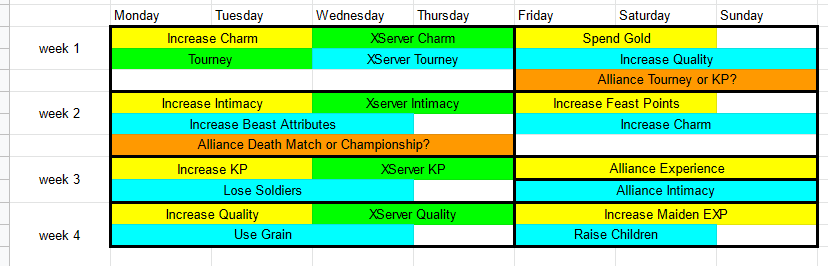 Monday Tuesday Wednesday Thursday Friday Saturday Sunday
week 1 Increase Charm XServer Charm Spend Gold
Tourney XServer Tourney Increase Quality
Alliance Tourney or KP?
week 2 Increase Intimacy Xserver Intimacy Increase Feast Points
Increase Beast Attributes Increase Charm
Alliance Death Match or Championship?
week 3 Increase KP XServer KP Alliance Experience
Lose Soldiers Alliance Intimacy
week 4 Increase Quality XServer Quality Increase Maiden EXP
Use Grain Raise Children